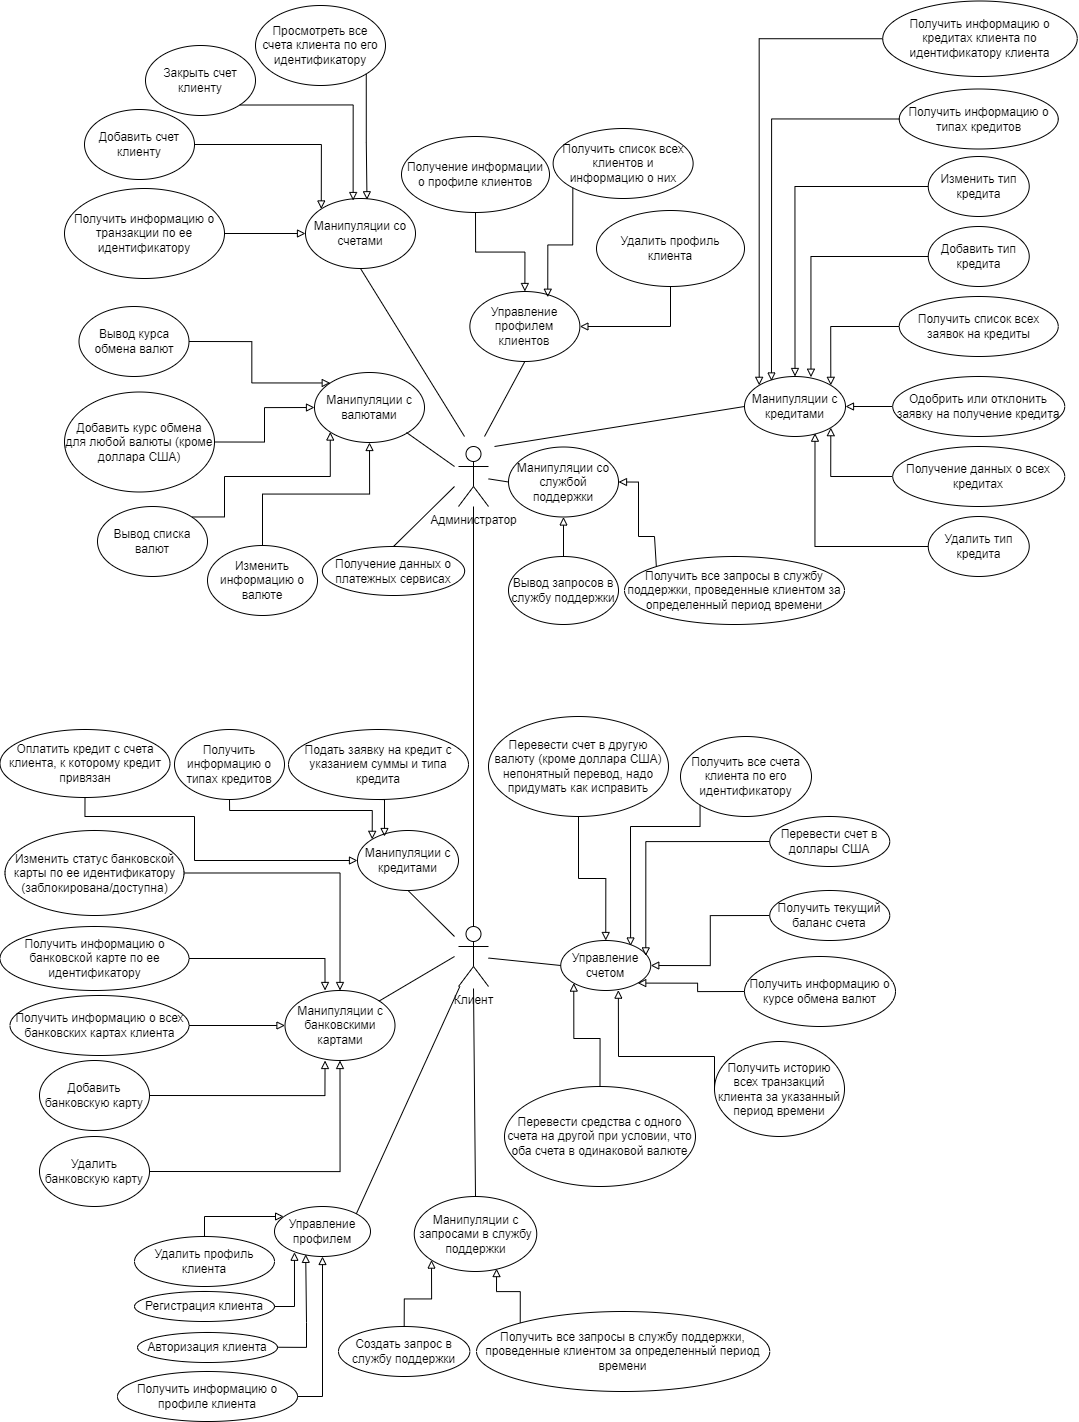 Просмотреть все
счета клиента по его
идентификатору
Закрыть счет
клиенту
Добавить счет
клиенту
Получить информацию о
транзакции по ее
идентификатору
Манипуляции со
счетами
Получение информации
о профиле клиентов
Получить список всех
клиентов и
информацию о них
Удалить профиль
клиента
Управление
профилем
клиентов
Получить информацию о
кредитах клиента по
идентификатору клиента
Получить информацию о
типах кредитов
Изменить тип
кредита
Добавить тип
кредита
Получить список всех
заявок на кредиты
Манипуляции с
кредитами
Одобрить или отклонить
заявку на получение кредита
Получение данных о всех
кредитах
Удалить тип
кредита
Вывод курса
обмена валют
Манипуляции с
валютами
Добавить курс обмена
для любой валюты (кроме
доллара США)
Вывод списка
валют
Изменить
информацию о
валюте
Получение данных о
платежных сервисах
Администратор
Манипуляции со
службой
поддержки
Вывод запросов в
службу поддержки
Получить все запросы в службу
поддержки, проведенные клиентом за
определенный период времени
Оплатить кредит с счета
клиента, к которому кредит
привязан
Получить
информацию о
типах кредитов
Подать заявку на кредит с
указанием суммы и типа
кредита
Манипуляции с
кредитами
Изменить статус банковской
карты по ее идентификатору
(заблокирована/доступна)
Получить информацию о
банковской карте по ее
идентификатору
Получить информацию о всех
банковских картах клиента
Манипуляции с
банковскими
картами
Добавить
банковскую карту
Удалить
банковскую карту
Клиент
Перевести счет в другую
валюту (кроме доллара США)
непонятный перевод, надо
придумать как исправить
Получить все счета
клиента по его
идентификатору
Перевести счет в
доллары США
Получить текущий
баланс счета
Управление
счетом
Получить информацию о
курсе обмена валют
Получить историю
всех транзакций
клиента за указанный
период времени
Перевести средства с одного
счета на другой при условии, что
оба счета в одинаковой валюте
Управление
профилем
Удалить профиль
клиента
Регистрация клиента
Авторизация клиента
Получить информацию о
профиле клиента
Манипуляции с
запросами в службу
поддержки
Создать запрос в
службу поддержки
Получить все запросы в службу поддержки,
проведенные клиентом за определенный период
времени